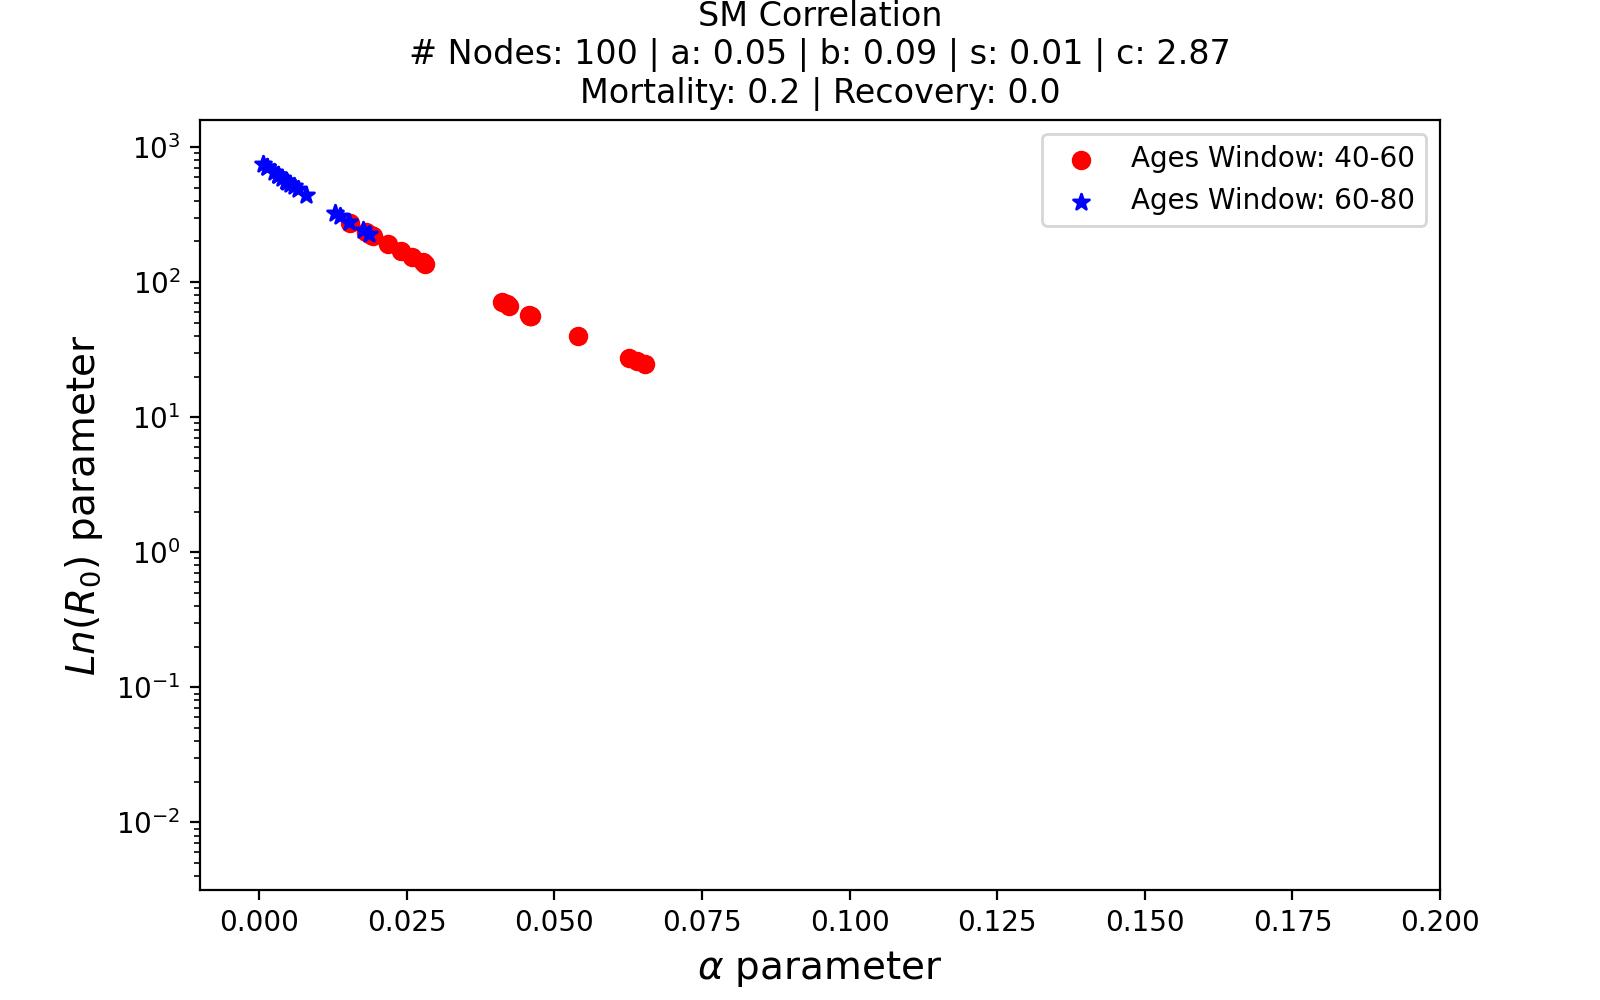 SM Correlation
# Nodes: 100 | a: 0.05 | b: 0.09 | s: 0.01 | c: 2.87
Mortality: 0.2 | Recovery: 0.0
Ages Window: 40-60
Ages Window: 60-80
Ln(R₀) parameter
10³
10²
10¹
10⁰
10⁻¹
10⁻²
0.000 0.025 0.050 0.075 0.100 0.125 0.150 0.175 0.200
α parameter